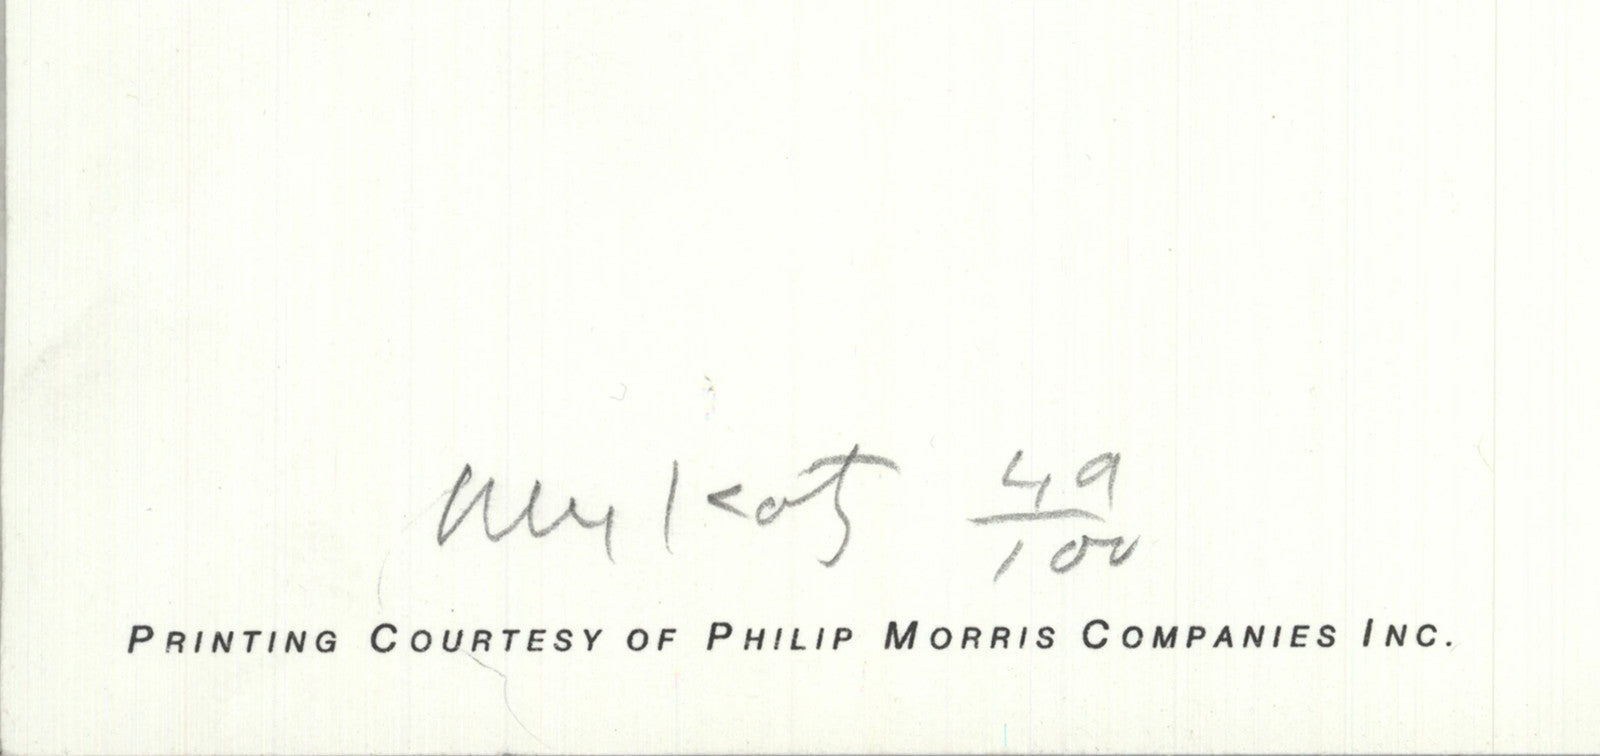 Alex Katz 49/100
PRINTING COURTESY OF PHILIP MORRIS COMPANIES INC.